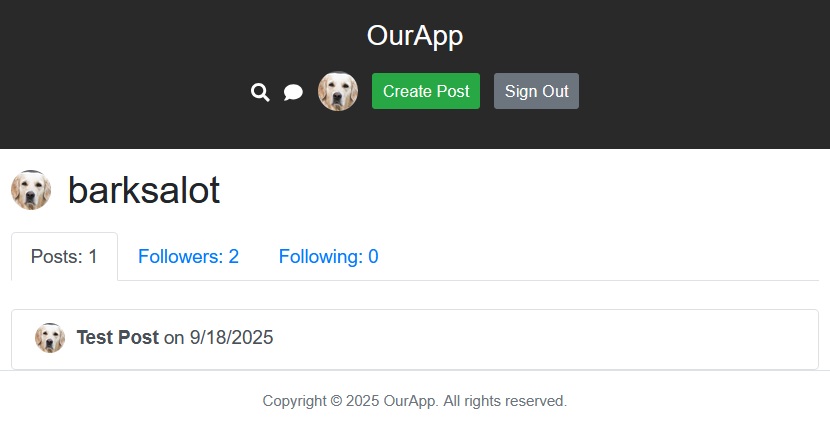 OurApp
Create Post Sign Out
barksalot
Posts: 1 Followers: 2 Following: 0
Test Post on 9/18/2025
Copyright © 2025 OurApp. All rights reserved.